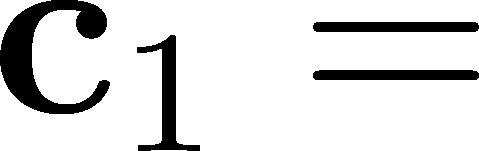 c₁ =